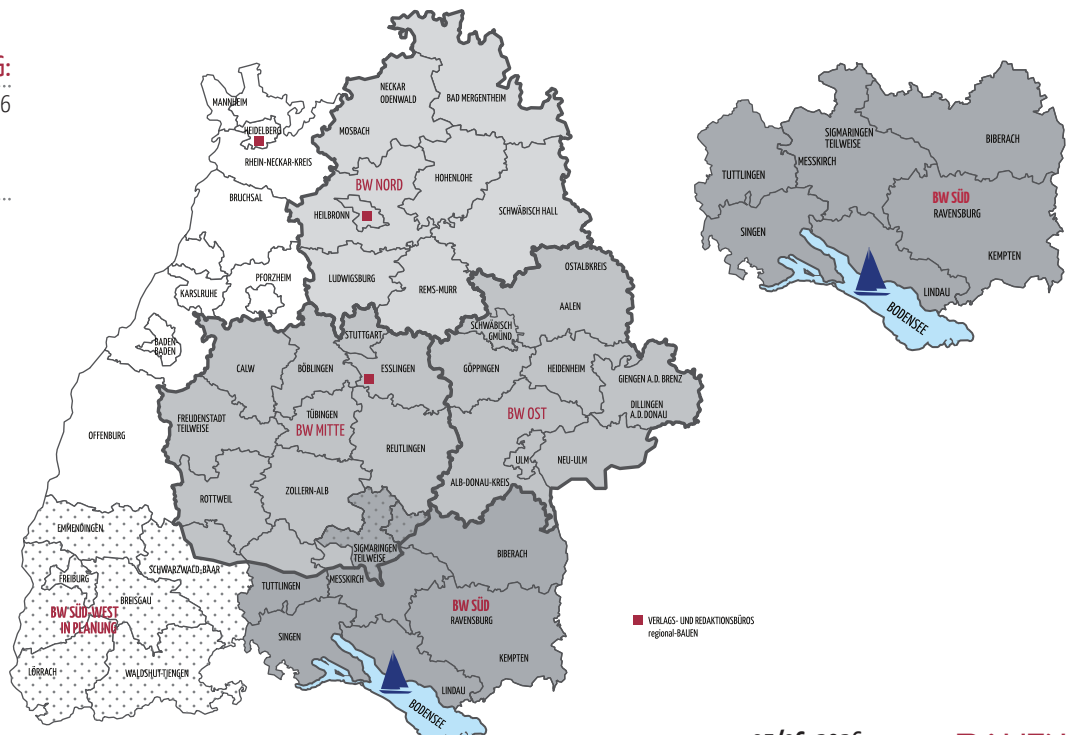 G:
6
MANNHEIM
HEIDELBERG
RHEIN-NECKAR-KREIS
BRUCHSAL
KARSLRUHE
PFORZHEIM
BADEN-
BADEN
OFFENBURG
NECKAR
ODENWALD
BAD MERGENTHEIM
MOSBACH
BW NORD
HOHENLOHE
HEILBRONN
SCHWÄBISCH HALL
LUDWIGSBURG
REMS-MURR
OSTALBKREIS
AALEN
SCHWÄBISCH
GMÜND
STUTTGART
CALW
BÖBLINGEN
ESSLINGEN
GÖPPINGEN
HEIDENHEIM
GIENGEN A.D. BRENZ
DILLINGEN
A.D. DONAU
FREUDENSTADT
TEILWEISE
TÜBINGEN
BW MITTE
BW OST
REUTLINGEN
ULM
NEU-ULM
ALB-DONAU-KREIS
ROTTWEIL
ZOLLERN-ALB
EMMENDINGEN
SCHWARZWALD-BAAR
FREIBURG
BREISGAU
BW SÜD-WEST
IN PLANUNG
LÖRRACH
WALDSHUT-TIENGEN
SIGMARINGEN
TEILWEISE
BIBERACH
TUTTLINGEN
MESSKIRCH
BW SÜD
RAVENSBURG
SINGEN
KEMPTEN
LINDAU
BODENSEE
SIGMARINGEN
TEILWEISE
BIBERACH
MESSKIRCH
TUTTLINGEN
BW SÜD
RAVENSBURG
SINGEN
KEMPTEN
LINDAU
BODENSEE
VERLAGS- UND REDAKTIONSBÜROS
regional-BAUEN